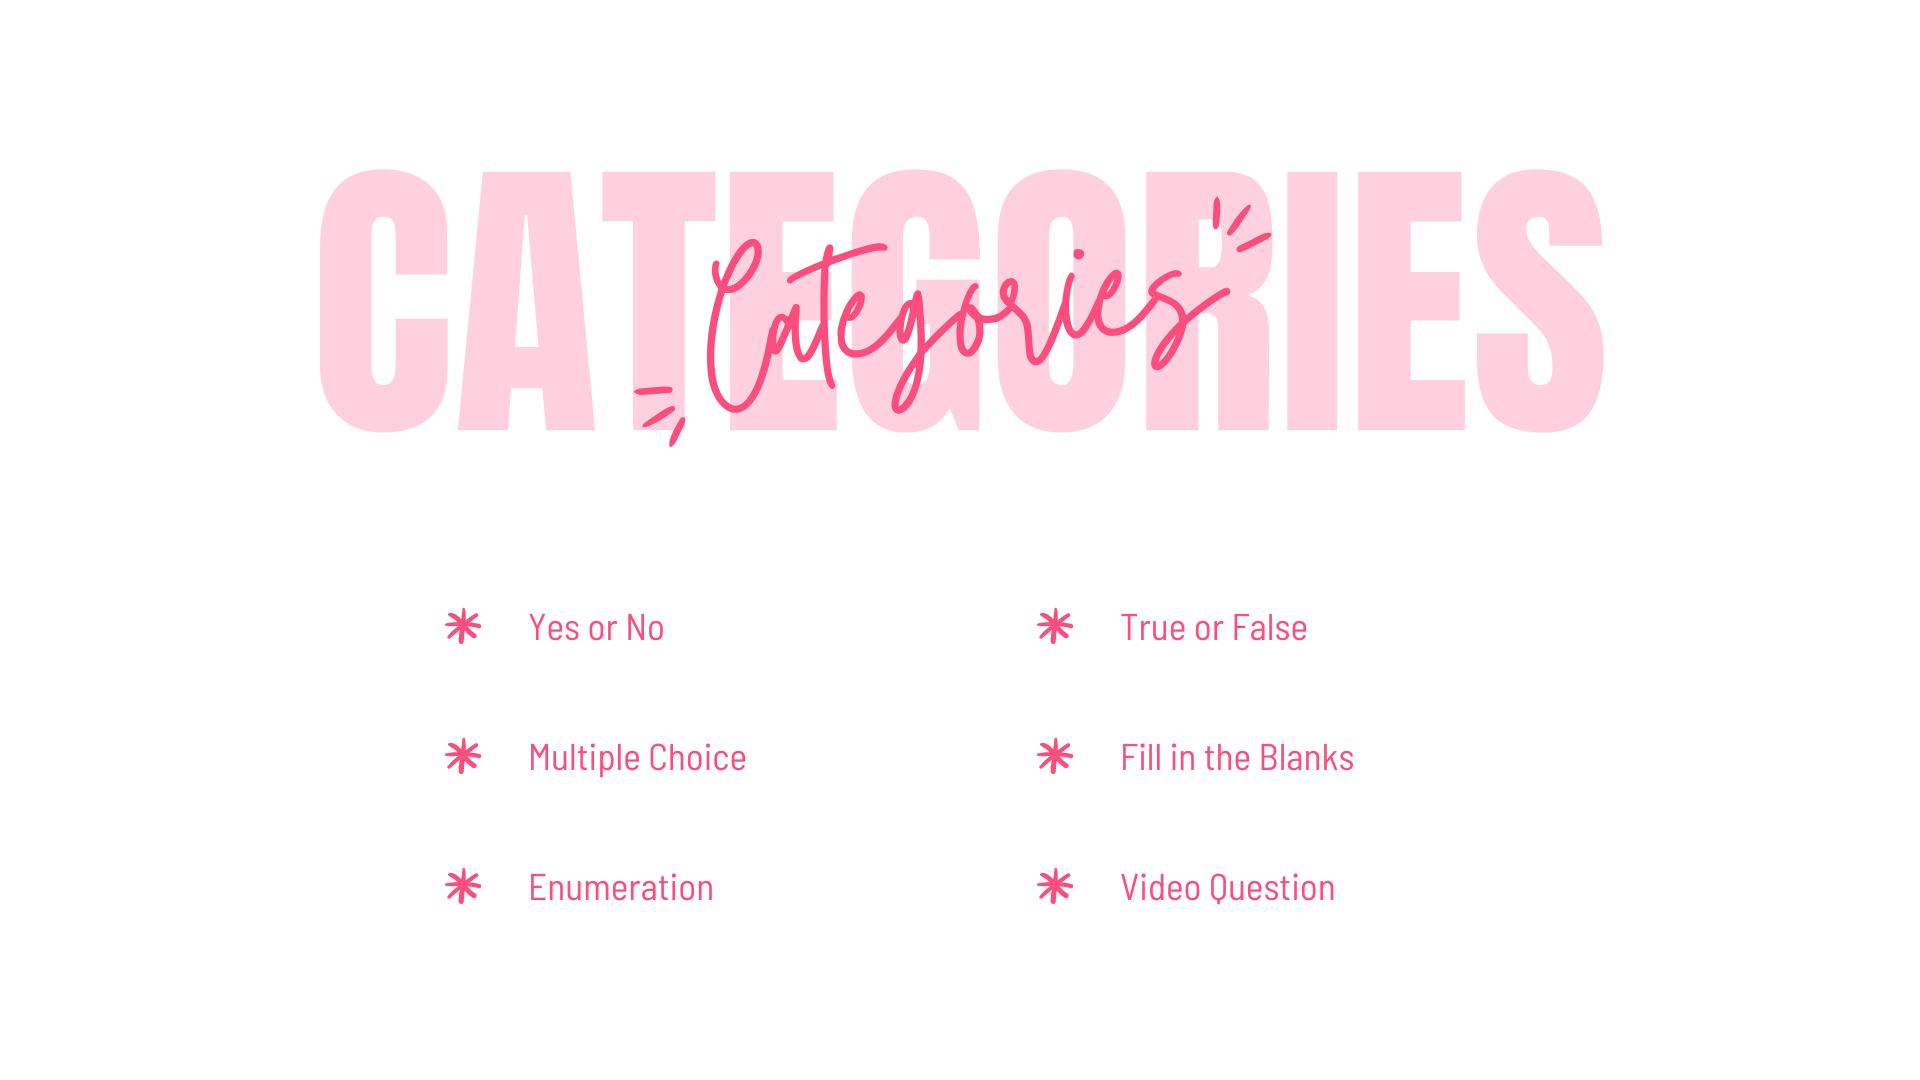 CATEGORIES
Categories
Yes or No
True or False
Multiple Choice
Fill in the Blanks
Enumeration
Video Question